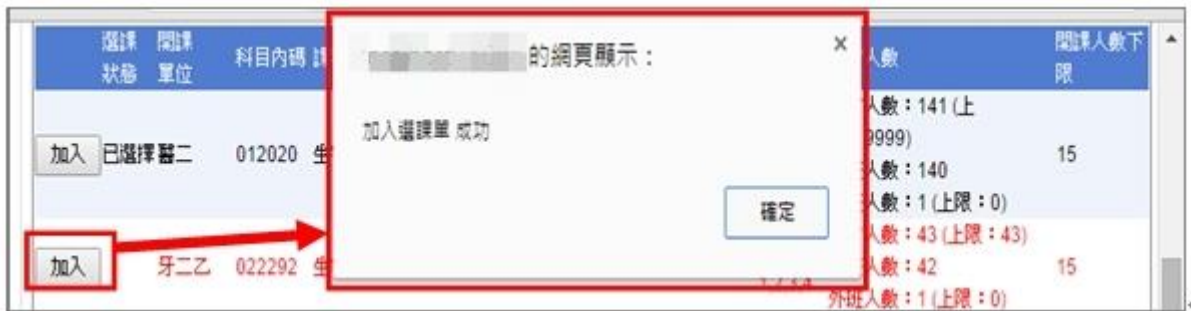 選課 開課 開課人數下
狀態 單位 科目內碼 人數 限
的網頁顯示：
×
加入選課單 成功
確定
人數：141(上
9999)
加入 已選擇 醫二 012020 生 人數：140 15
人數：1(上限：0)
人數：43(上限：43)
加入 牙二乙 022292 生 人數：42 15
外班人數：1(上限：0)